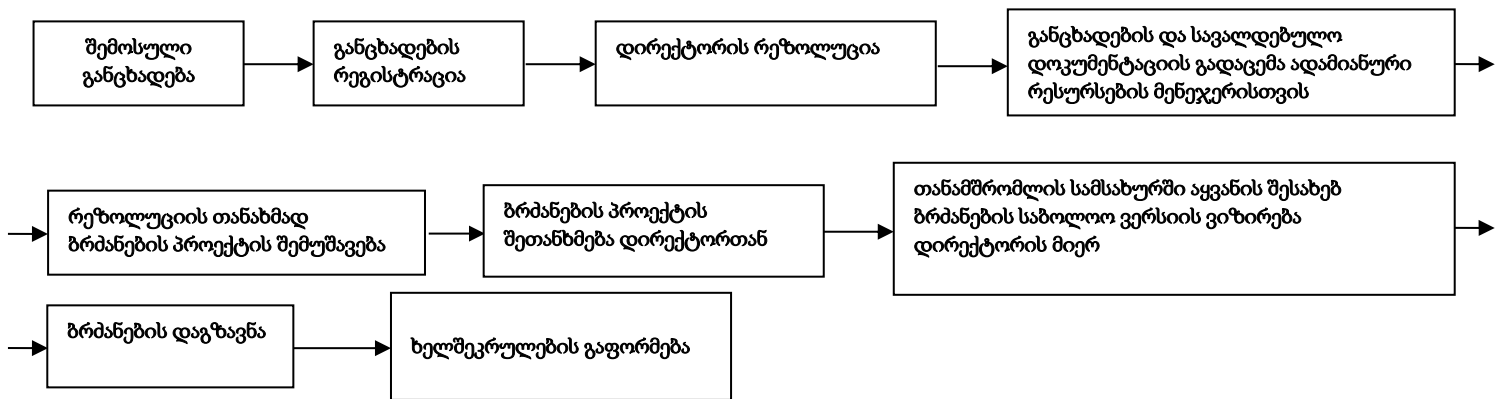 შემოსული
განცხადება
განცხადების
რეგისტრაცია
დირექტორის რეზოლუცია
განცხადების და სავალდებულო
დოკუმენტაციის გადაცემა ადამიანური
რესურსების მენეჯერისთვის
რეზოლუციის თანახმად
ბრძანების პროექტის შემუშავება
ბრძანების პროექტის
შეთანხმება დირექტორთან
თანამშრომლის სამსახურში აყვანის შესახებ
ბრძანების საბოლოო ვერსიის ვიზირება
დირექტორის მიერ
ბრძანების დაგზავნა
ხელშეკრულების გაფორმება